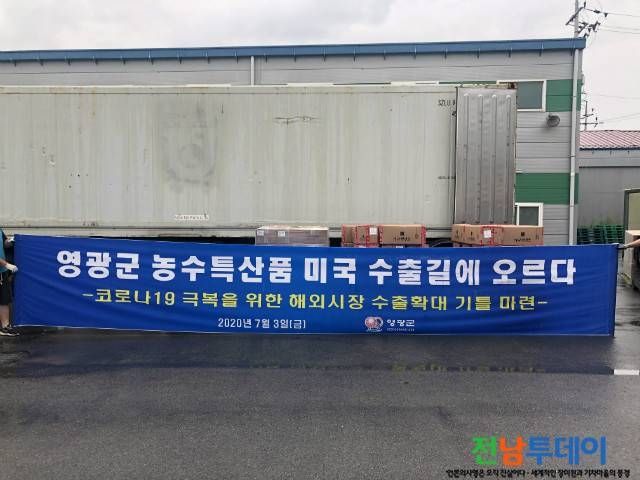 영광군 농수특산품 미국 수출길에 오르다
-코로나19 극복을 위한 해외시장 수출확대 기틀 마련-
2020년 7월 3일(금)
영광군
전남투데이